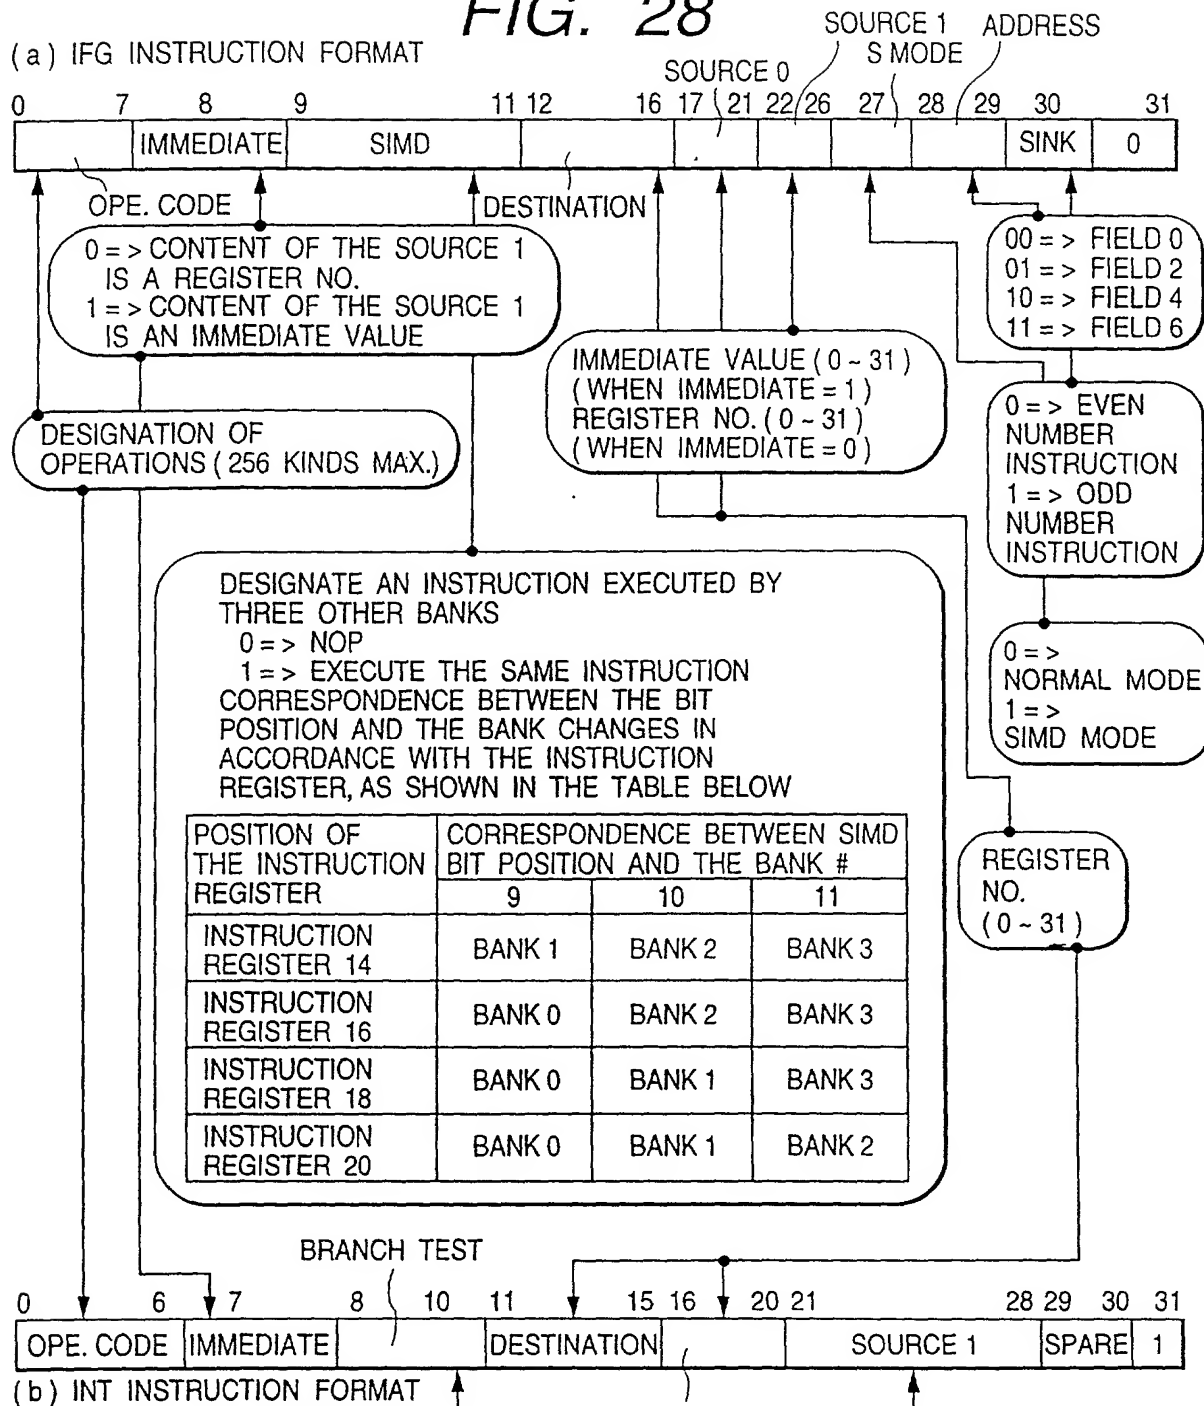 FIG. 28
(a) IFG INSTRUCTION FORMAT
SOURCE 1
ADDRESS
S MODE
SOURCE 0
0 7 8 9 11 12 16 17 21 22 26 27 28 29 30 31
IMMEDIATE SIMD SINK 0
OPE. CODE
DESTINATION
0 = > CONTENT OF THE SOURCE 1
IS A REGISTER NO.
1 = > CONTENT OF THE SOURCE 1
IS AN IMMEDIATE VALUE
00 = > FIELD 0
01 = > FIELD 2
10 = > FIELD 4
11 = > FIELD 6
IMMEDIATE VALUE (0 ~ 31)
(WHEN IMMEDIATE = 1)
REGISTER NO. (0 ~ 31)
(WHEN IMMEDIATE = 0)
0 = > EVEN
NUMBER
INSTRUCTION
1 = > ODD
NUMBER
INSTRUCTION
DESIGNATION OF
OPERATIONS (256 KINDS MAX.)
0 = >
NORMAL MODE
1 = >
SIMD MODE
DESIGNATE AN INSTRUCTION EXECUTED BY
THREE OTHER BANKS
0 = > NOP
1 = > EXECUTE THE SAME INSTRUCTION
CORRESPONDENCE BETWEEN THE BIT
POSITION AND THE BANK CHANGES IN
ACCORDANCE WITH THE INSTRUCTION
REGISTER, AS SHOWN IN THE TABLE BELOW
POSITION OF
THE INSTRUCTION
REGISTER
CORRESPONDENCE BETWEEN SIMD
BIT POSITION AND THE BANK #
9 10 11
INSTRUCTION
REGISTER 14
BANK 1 BANK 2 BANK 3
INSTRUCTION
REGISTER 16
BANK 0 BANK 2 BANK 3
INSTRUCTION
REGISTER 18
BANK 0 BANK 1 BANK 3
INSTRUCTION
REGISTER 20
BANK 0 BANK 1 BANK 2
REGISTER
NO.
(0 ~ 31)
BRANCH TEST
0 6 7 8 10 11 15 16 20 21 28 29 30 31
OPE. CODE IMMEDIATE DESTINATION SOURCE 1 SPARE 1
(b) INT INSTRUCTION FORMAT